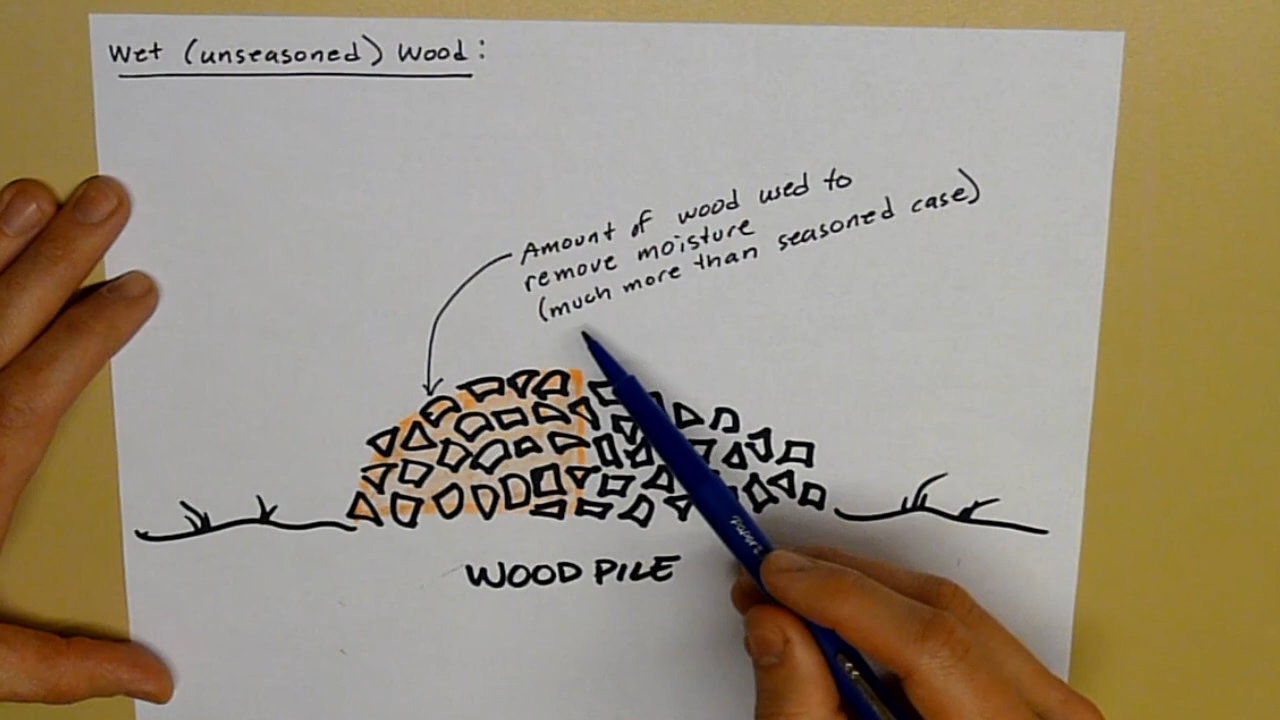 Wet (unseasoned) Wood:
Amount of wood used to
remove moisture
(much more than seasoned case)
WOOD PILE